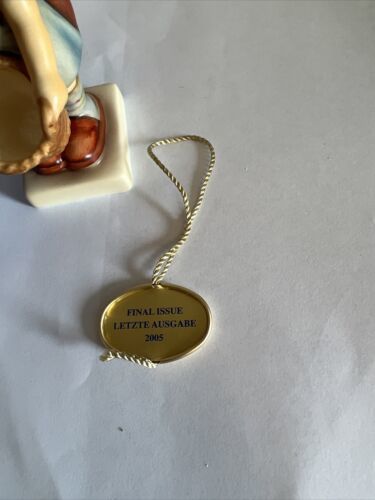 FINAL ISSUE
LETZTE AUSGABE
2005